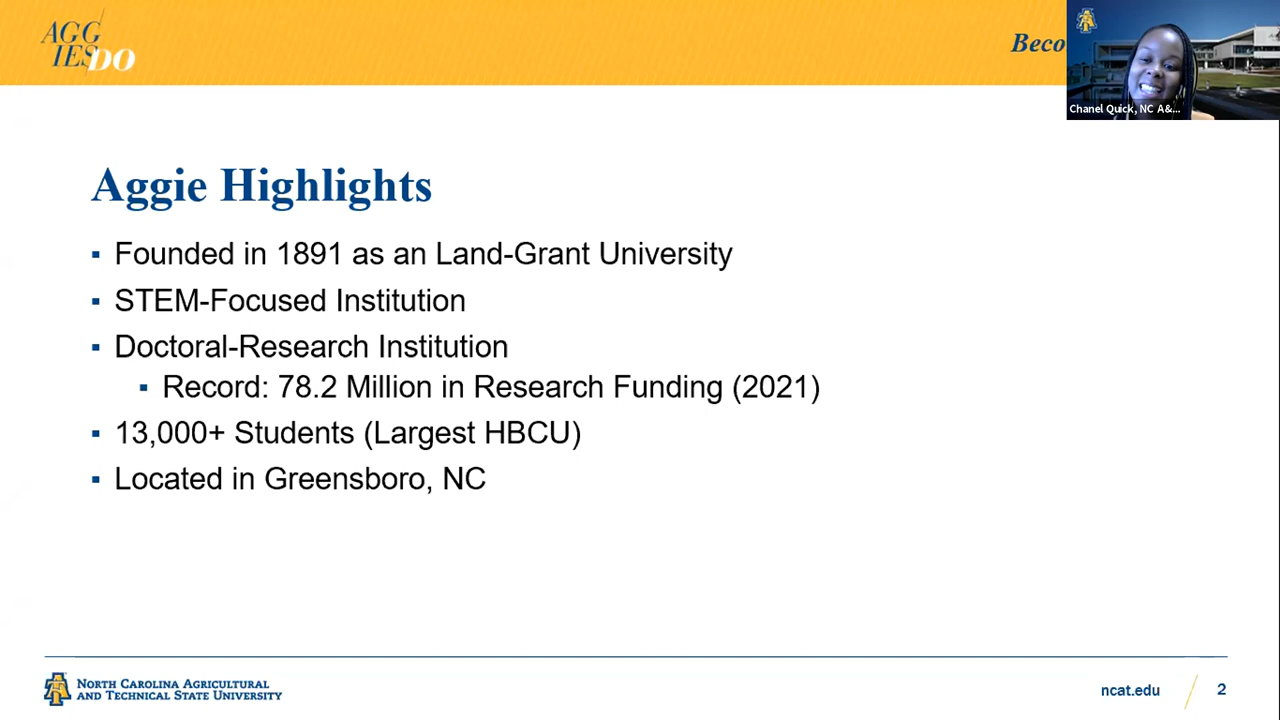 AGG
IESDO
Beco
Chanel Quick, NC A&...
Aggie Highlights
▪ Founded in 1891 as an Land-Grant University
▪ STEM-Focused Institution
▪ Doctoral-Research Institution
▪ Record: 78.2 Million in Research Funding (2021)
▪ 13,000+ Students (Largest HBCU)
▪ Located in Greensboro, NC
NORTH CAROLINA AGRICULTURAL
AND TECHNICAL STATE UNIVERSITY
ncat.edu
2